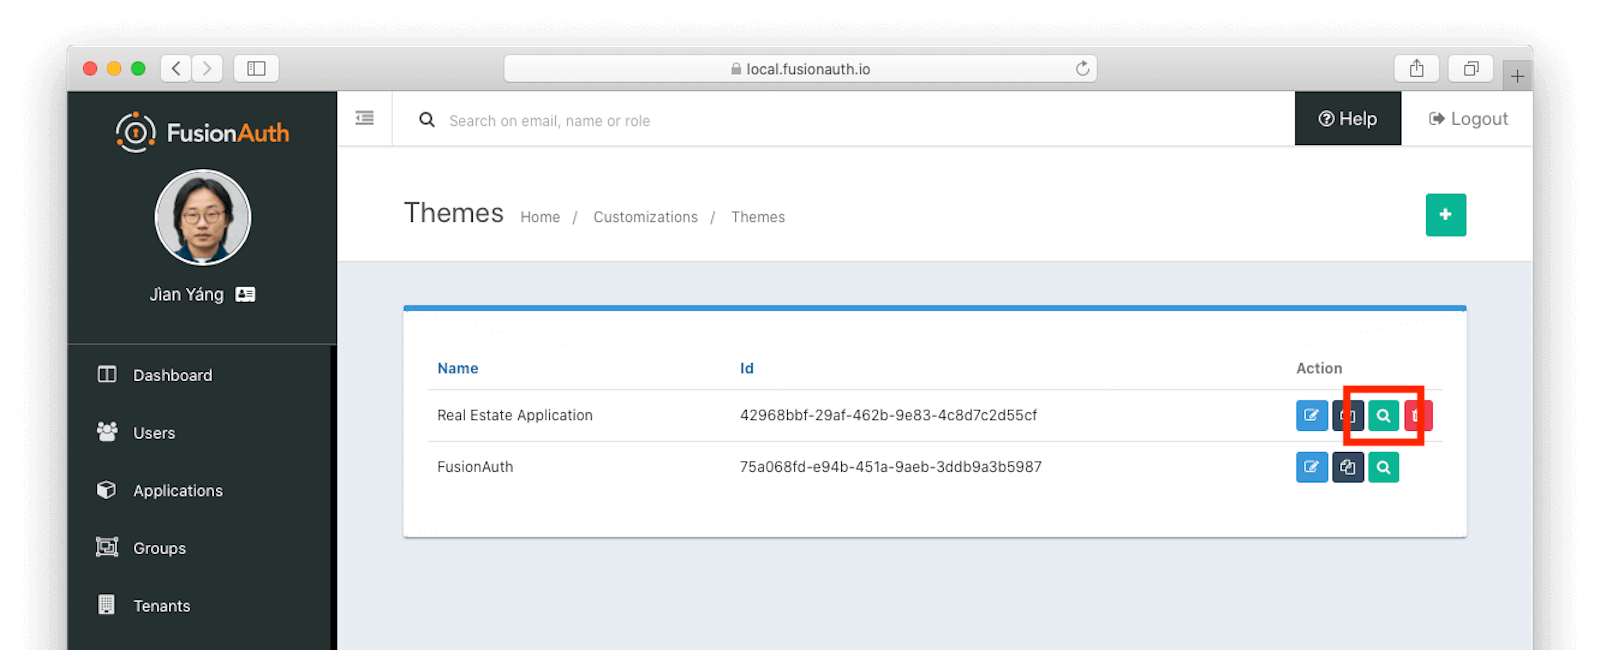 local.fusionauth.io
FusionAuth
Search on email, name or role
Help
Logout
Themes Home / Customizations / Themes
Jìan Yáng
Name Id Action
Real Estate Application 42968bbf-29af-462b-9e83-4c8d7c2d55cf
FusionAuth 75a068fd-e94b-451a-9aeb-3ddb9a3b5987
Dashboard
Users
Applications
Groups
Tenants